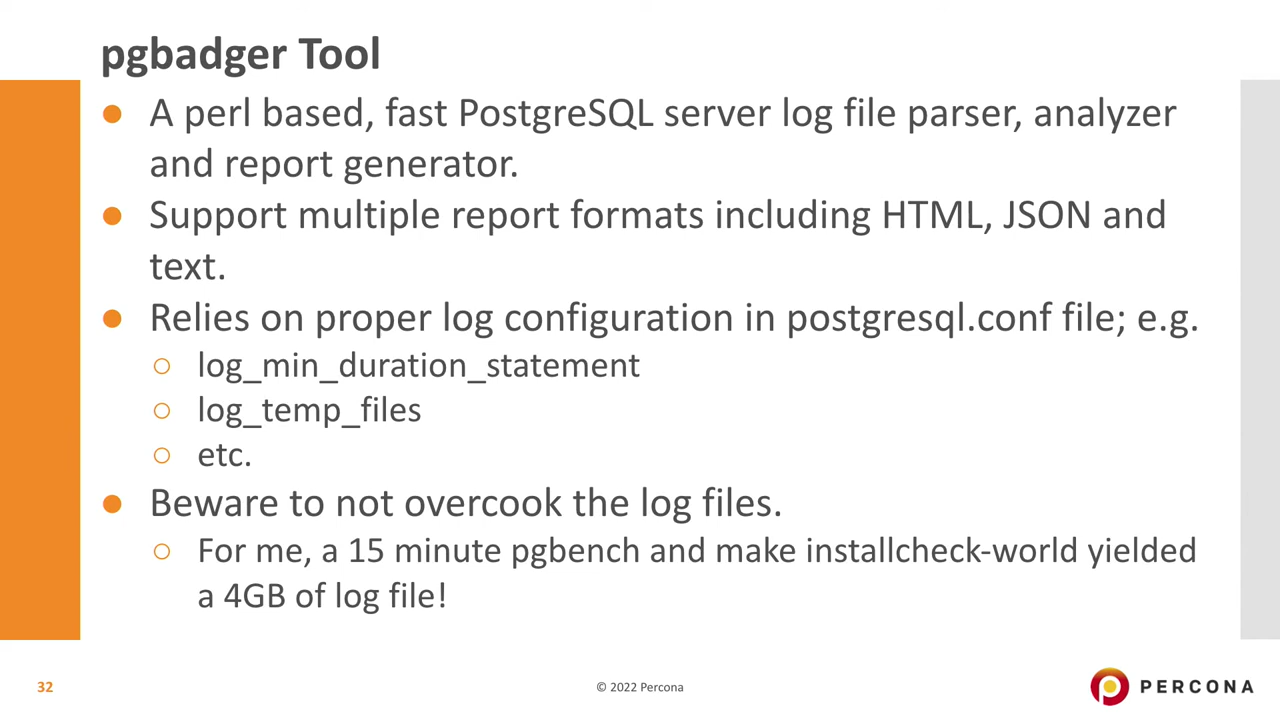 pgbadger Tool
● A perl based, fast PostgreSQL server log file parser, analyzer
and report generator.
● Support multiple report formats including HTML, JSON and
text.
● Relies on proper log configuration in postgresql.conf file; e.g.
○ log_min_duration_statement
○ log_temp_files
○ etc.
● Beware to not overcook the log files.
○ For me, a 15 minute pgbench and make installcheck-world yielded
a 4GB of log file!
32
© 2022 Percona
PERCONA